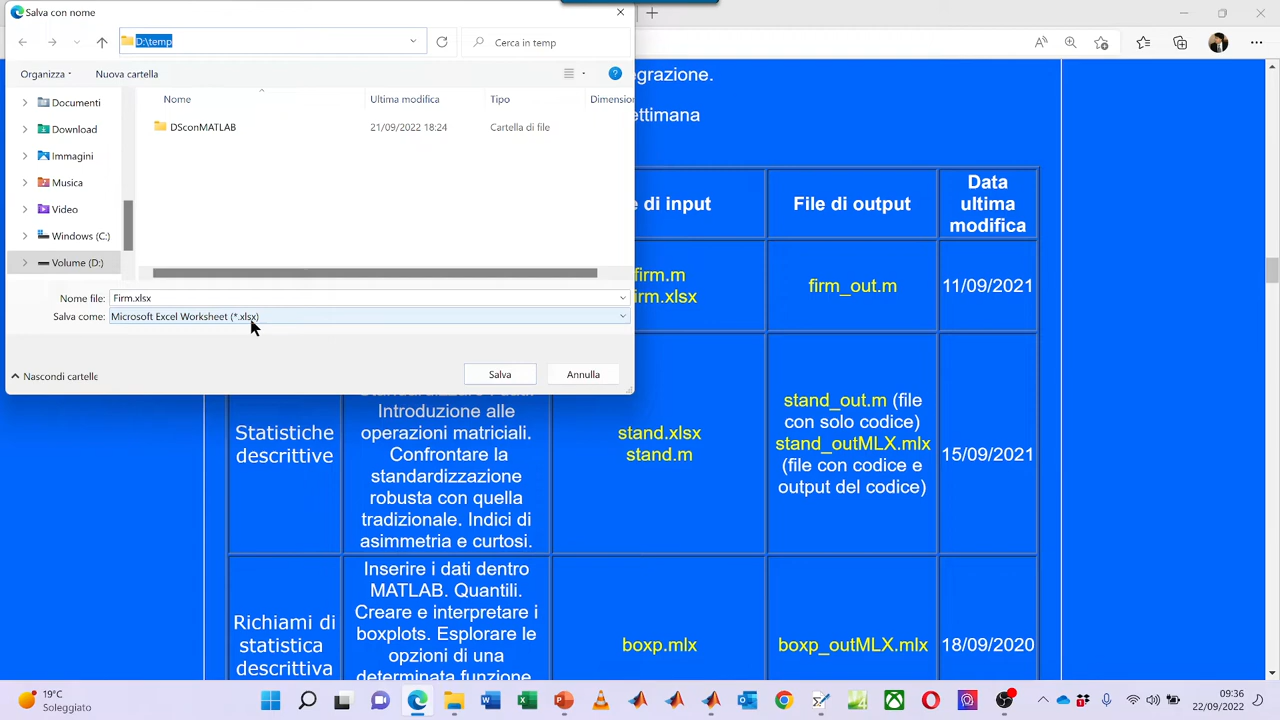 Salva con nome
D:\temp
Cerca in temp
Organizza
Nuova cartella
Nome
Ultima modifica
Tipo
Dimension
Documenti
DSconMATLAB
21/09/2022 18:24
Cartella di file
Download
Immagini
Musica
Video
Windows (C:)
Volume (D:)
Nome file:
Firm.xlsx
Salva come:
Microsoft Excel Worksheet (*.xlsx)
Nascondi cartelle
Salva
Annulla
egrazione.
ettimana
e di input
File di output
Data
ultima
modifica
firm.m
irm.xlsx
firm_out.m
11/09/2021
Statistiche
descrittive
Standardizzare i dati.
Introduzione alle
operazioni matriciali.
Confrontare la
standardizzazione
robusta con quella
tradizionale. Indici di
asimmetria e curtosi.
stand.xlsx
stand.m
stand_out.m (file
con solo codice)
stand_outMLX.mlx
(file con codice e
output del codice)
15/09/2021
Richiami di
statistica
descrittiva
Inserire i dati dentro
MATLAB. Quantili.
Creare e interpretare i
boxplots. Esplorare le
opzioni di una
determinata funzione
boxp.mlx
boxp_outMLX.mlx
18/09/2020
19°C
Soleggiato
09:36
22/09/2022